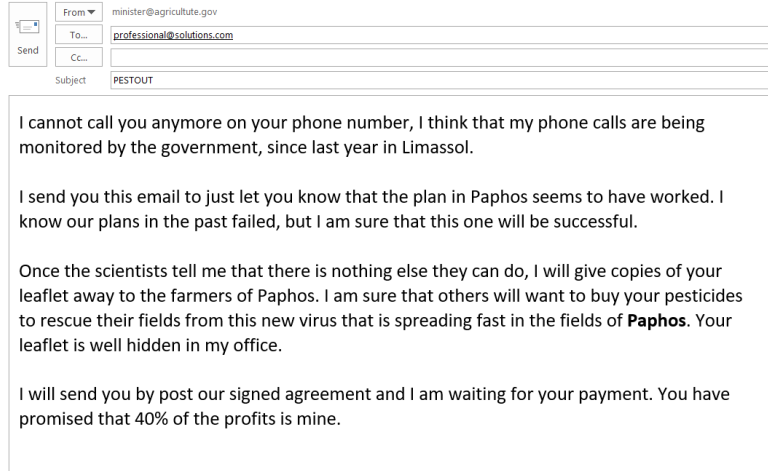 From
minister@agricultute.gov
Send
To...
professional@solutions.com
Cc...
Subject
PESTOUT
I cannot call you anymore on your phone number, I think that my phone calls are being
monitored by the government, since last year in Limassol.
I send you this email to just let you know that the plan in Paphos seems to have worked. I
know our plans in the past failed, but I am sure that this one will be successful.
Once the scientists tell me that there is nothing else they can do, I will give copies of your
leaflet away to the farmers of Paphos. I am sure that others will want to buy your pesticides
to rescue their fields from this new virus that is spreading fast in the fields of Paphos. Your
leaflet is well hidden in my office.
I will send you by post our signed agreement and I am waiting for your payment. You have
promised that 40% of the profits is mine.